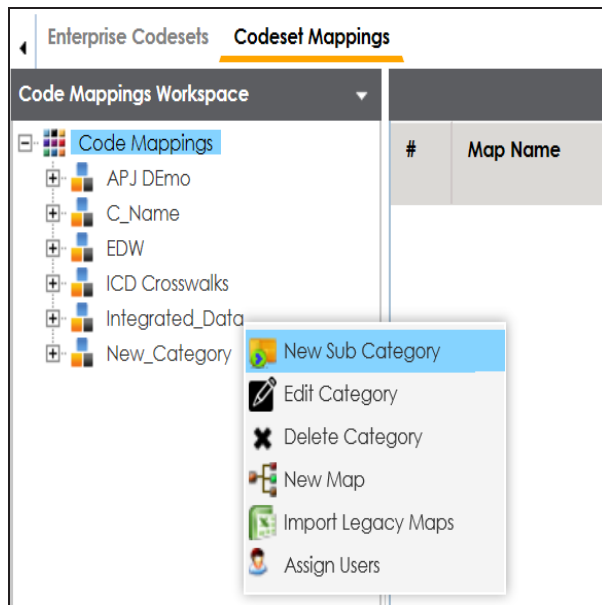 Enterprise Codesets Codeset Mappings
Code Mappings Workspace
# Map Name
Code Mappings
APJ DEmo
C_Name
EDW
ICD Crosswalks
Integrated_Data
New_Category
New Sub Category
Edit Category
Delete Category
New Map
Import Legacy Maps
Assign Users